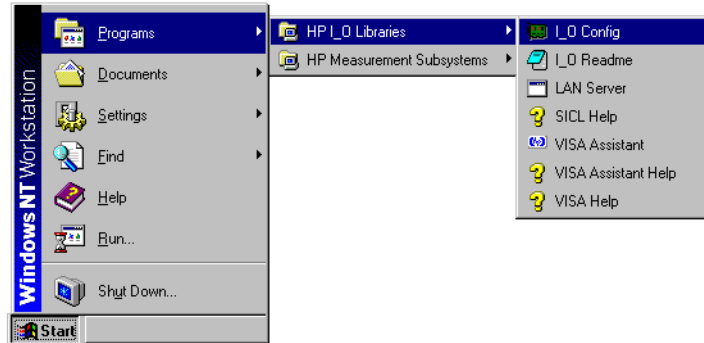 Windows NT Workstation
Programs
Documents
Settings
Find
Help
Run...
Shut Down...
Start
HP I_O Libraries
HP Measurement Subsystems
I_O Config
I_O Readme
LAN Server
SICL Help
VISA Assistant
VISA Assistant Help
VISA Help